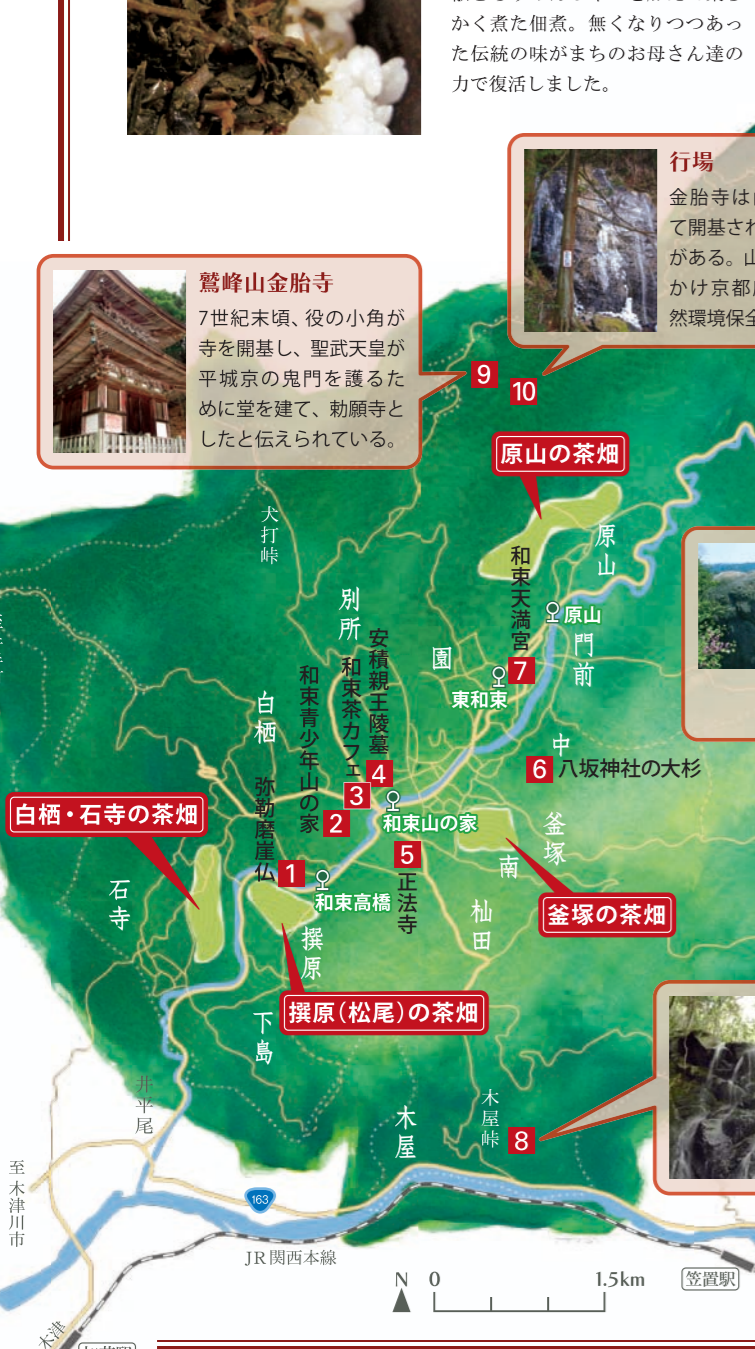 かく煮た佃煮。無くなりつつあっ
た伝統の味がまちのお母さん達の
力で復活しました。
行場
金胎寺は
て開基され
がある。山
かけ京都
然環境保全
鷲峰山金胎寺
7世紀末頃、役の小角が
寺を開基し、聖武天皇が
平城京の鬼門を護るた
めに堂を建て、勅願寺と
したと伝えられている。
9
10
原山の茶畑
犬打峠
原山
和束天満宮
別所
原山
安積親王陵墓
園
門前
和束茶カフェ
7
和束青少年山の家
東和束
白栖
中
4
6 八坂神社の大杉
弥勒磨崖仏
3
白栖・石寺の茶畑
2
和束山の家
釜塚
5
南
1
正法寺
石寺
和束高橋
杣田
釜塚の茶畑
撰原
撰原(松尾)の茶畑
下島
井平尾
木屋
木屋峠
8
至 木津川市
163
JR関西本線
N 0 1.5km
笠置駅
木津